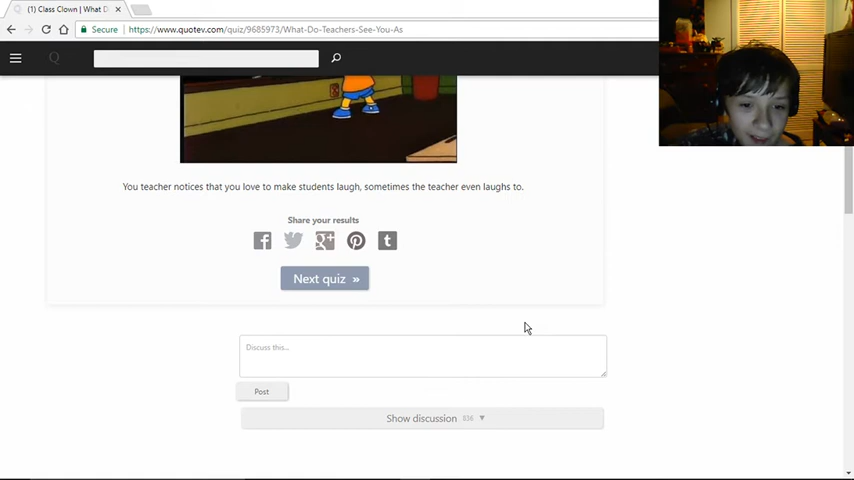 (1) Class Clown | What D
Secure
https://www.quotev.com/quiz/9685973/What-Do-Teachers-See-You-As
Q
You teacher notices that you love to make students laugh, sometimes the teacher even laughs to.
Share your results
f
g+
t
Next quiz »
Discuss this...
Post
Show discussion 836 ▼